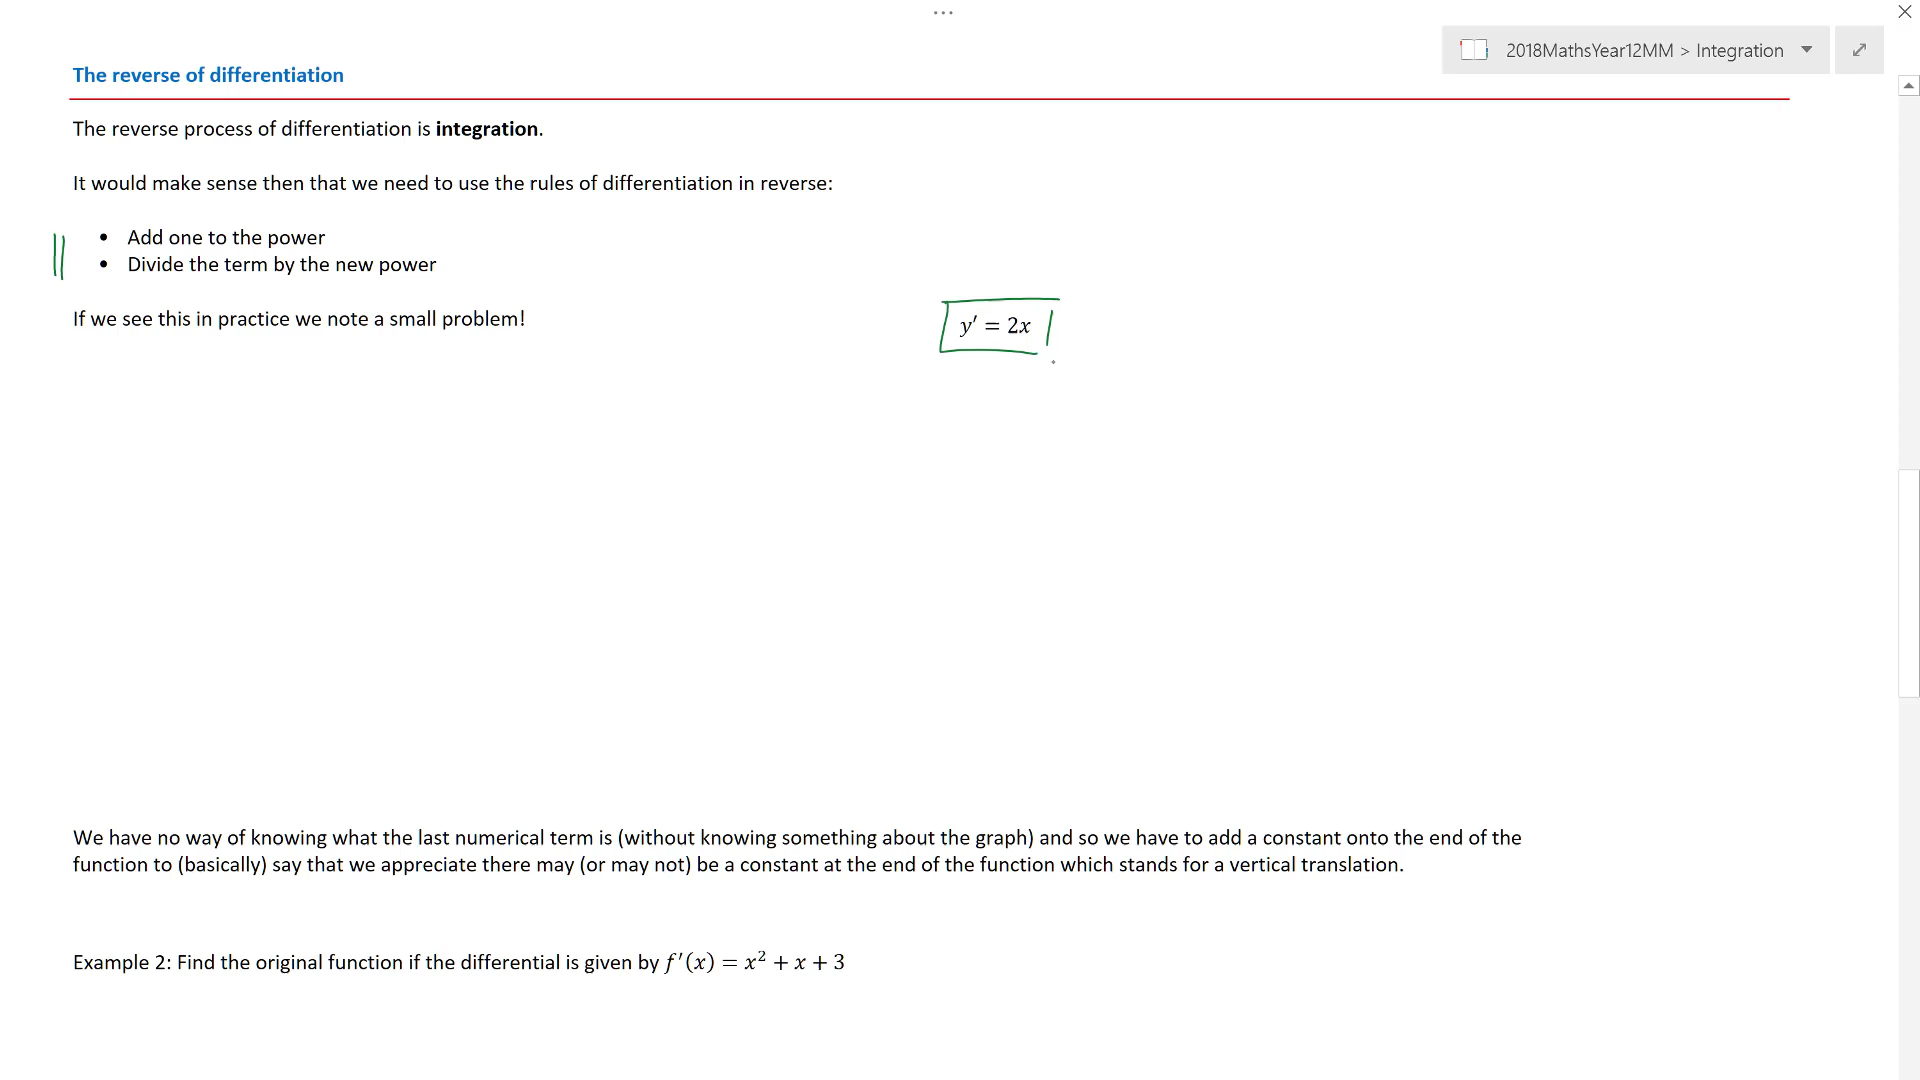 2018MathsYear12MM > Integration
The reverse of differentiation
The reverse process of differentiation is integration.
It would make sense then that we need to use the rules of differentiation in reverse:
• Add one to the power
• Divide the term by the new power
If we see this in practice we note a small problem!
y′ = 2x
We have no way of knowing what the last numerical term is (without knowing something about the graph) and so we have to add a constant onto the end of the
function to (basically) say that we appreciate there may (or may not) be a constant at the end of the function which stands for a vertical translation.
Example 2: Find the original function if the differential is given by f′(x) = x² + x + 3